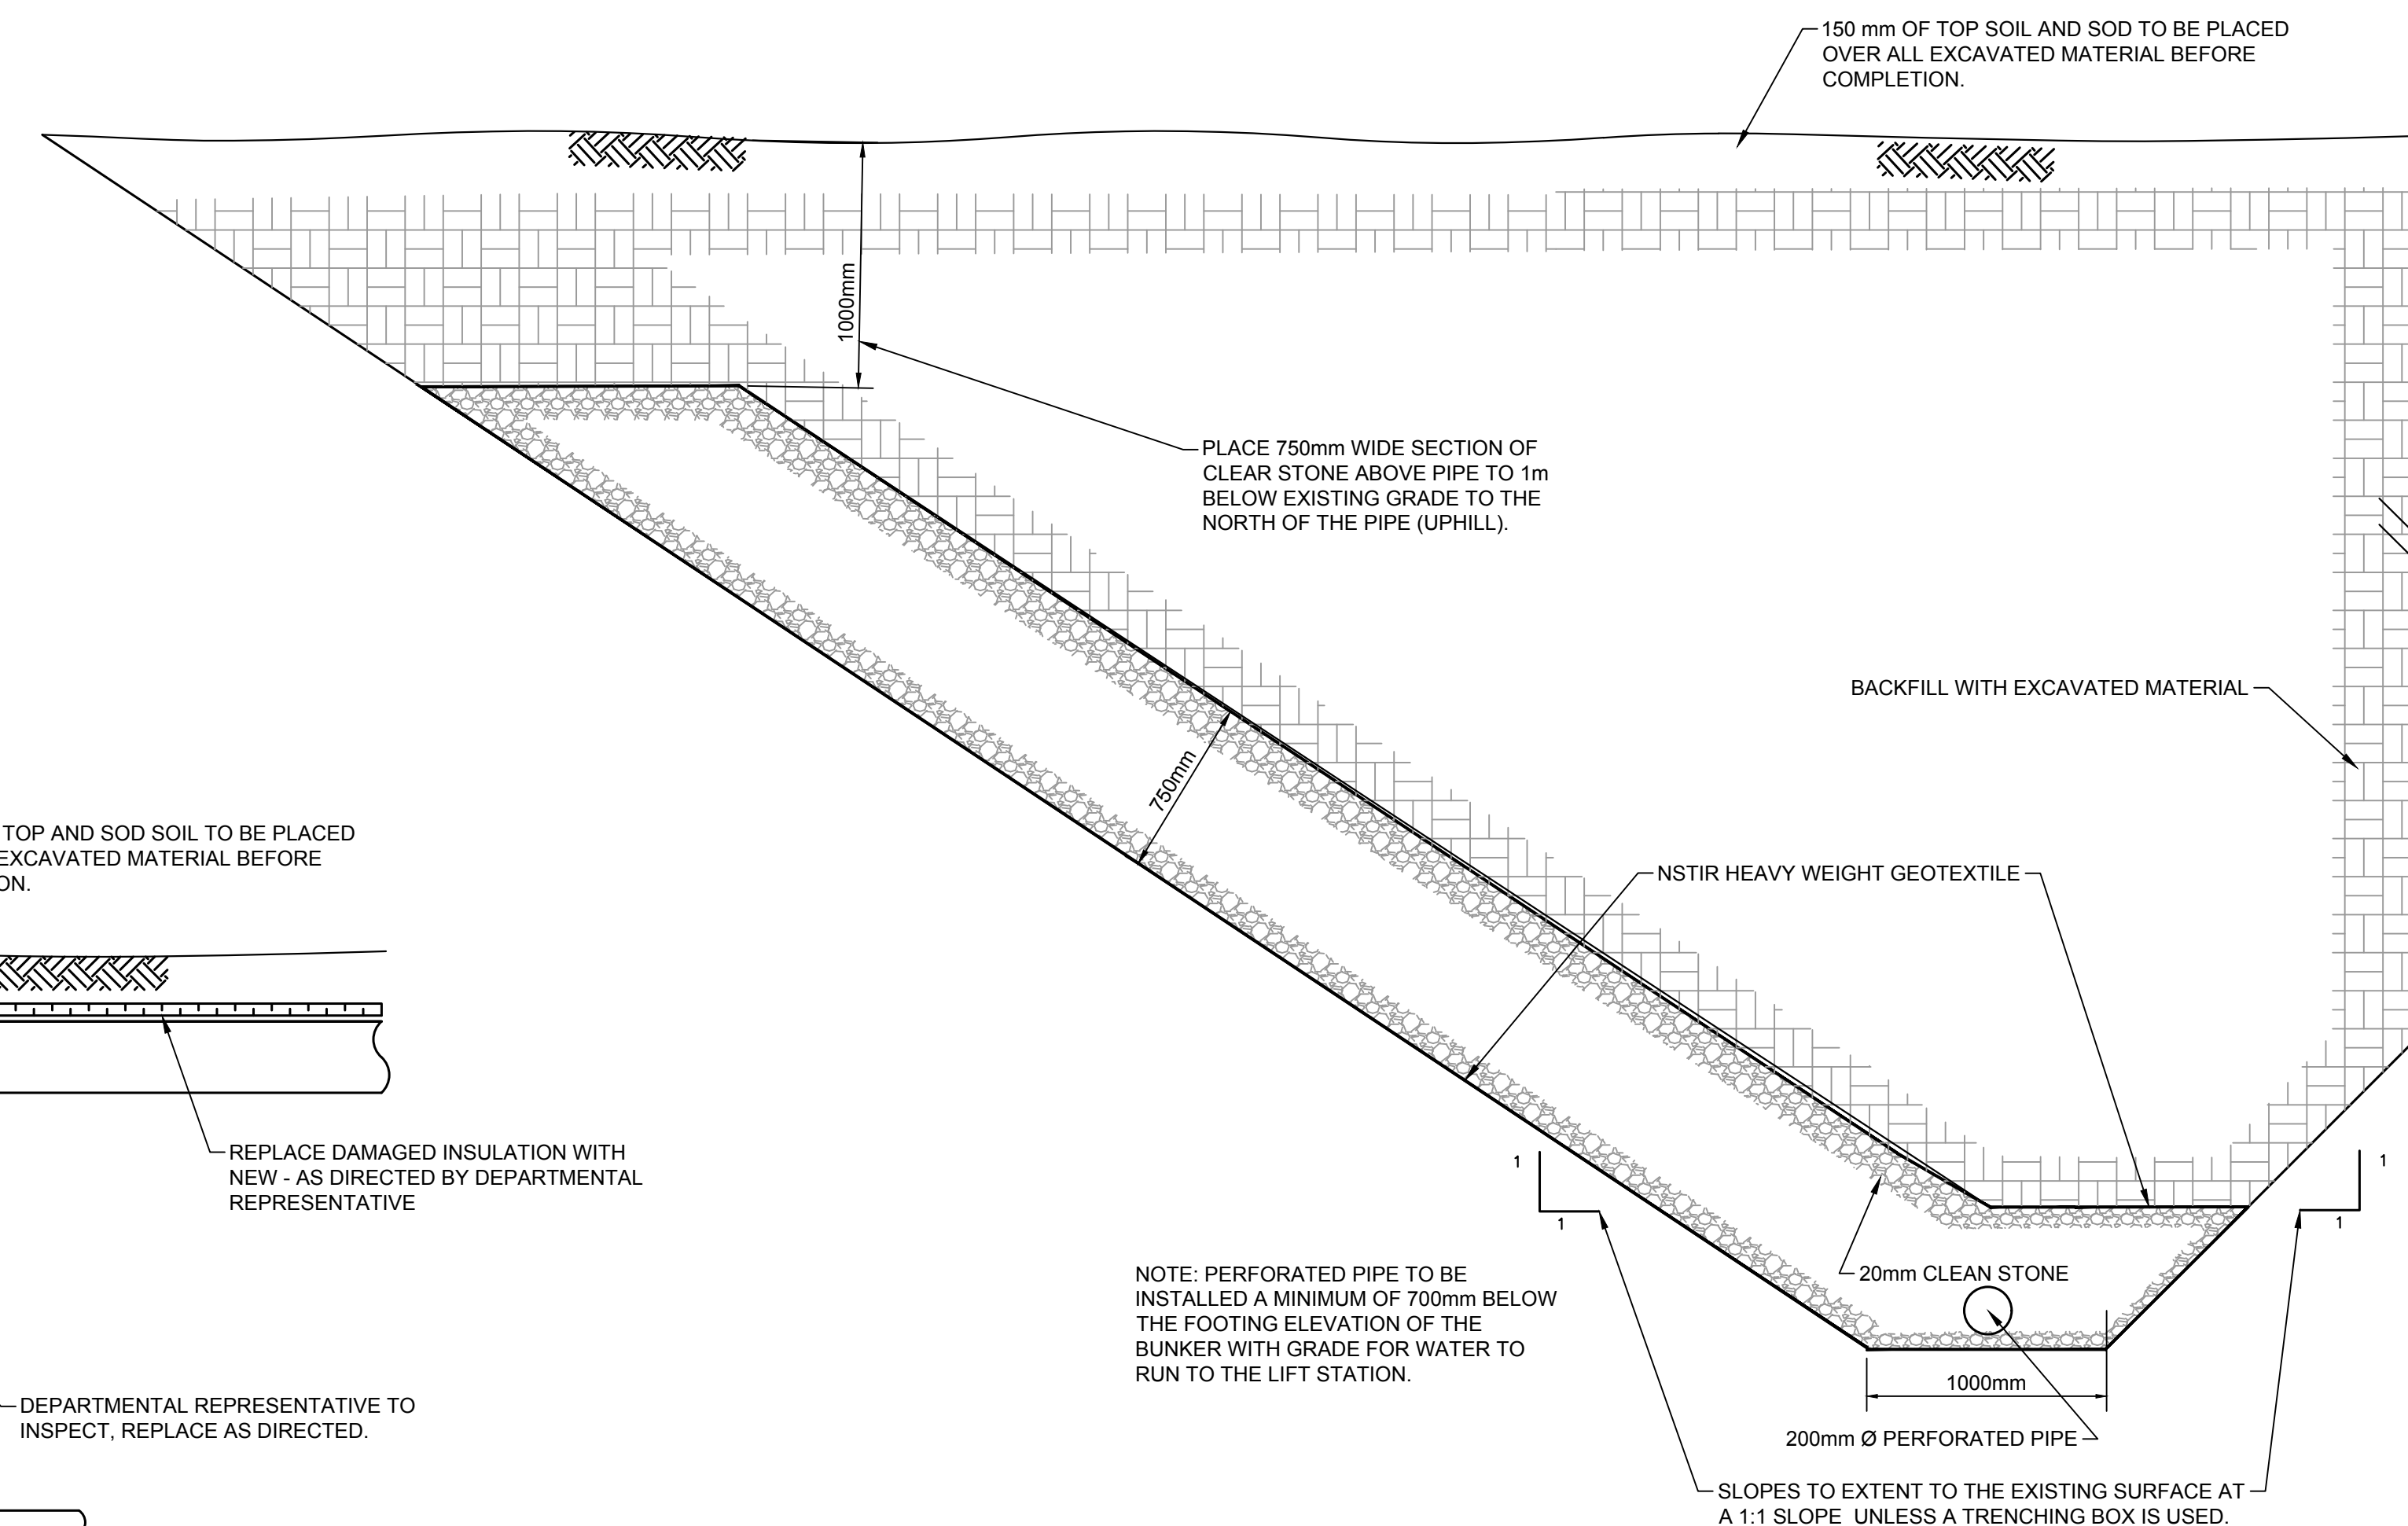 150 mm OF TOP SOIL AND SOD TO BE PLACED
OVER ALL EXCAVATED MATERIAL BEFORE
COMPLETION.
1000mm
PLACE 750mm WIDE SECTION OF
CLEAR STONE ABOVE PIPE TO 1m
BELOW EXISTING GRADE TO THE
NORTH OF THE PIPE (UPHILL).
BACKFILL WITH EXCAVATED MATERIAL
750mm
TOP AND SOD SOIL TO BE PLACED
EXCAVATED MATERIAL BEFORE
ON.
NSTIR HEAVY WEIGHT GEOTEXTILE
REPLACE DAMAGED INSULATION WITH
NEW - AS DIRECTED BY DEPARTMENTAL
REPRESENTATIVE
1
1
1
1
20mm CLEAN STONE
NOTE: PERFORATED PIPE TO BE
INSTALLED A MINIMUM OF 700mm BELOW
THE FOOTING ELEVATION OF THE
BUNKER WITH GRADE FOR WATER TO
RUN TO THE LIFT STATION.
1000mm
DEPARTMENTAL REPRESENTATIVE TO
INSPECT, REPLACE AS DIRECTED.
200mm Ø PERFORATED PIPE
SLOPES TO EXTENT TO THE EXISTING SURFACE AT
A 1:1 SLOPE UNLESS A TRENCHING BOX IS USED.